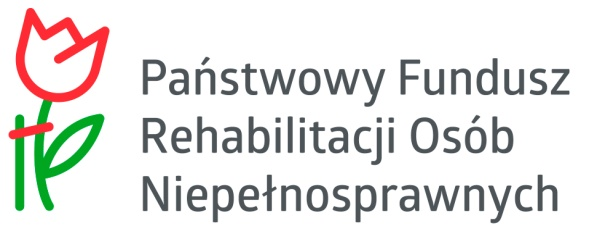 Państwowy Fundusz
Rehabilitacji Osób
Niepełnosprawnych